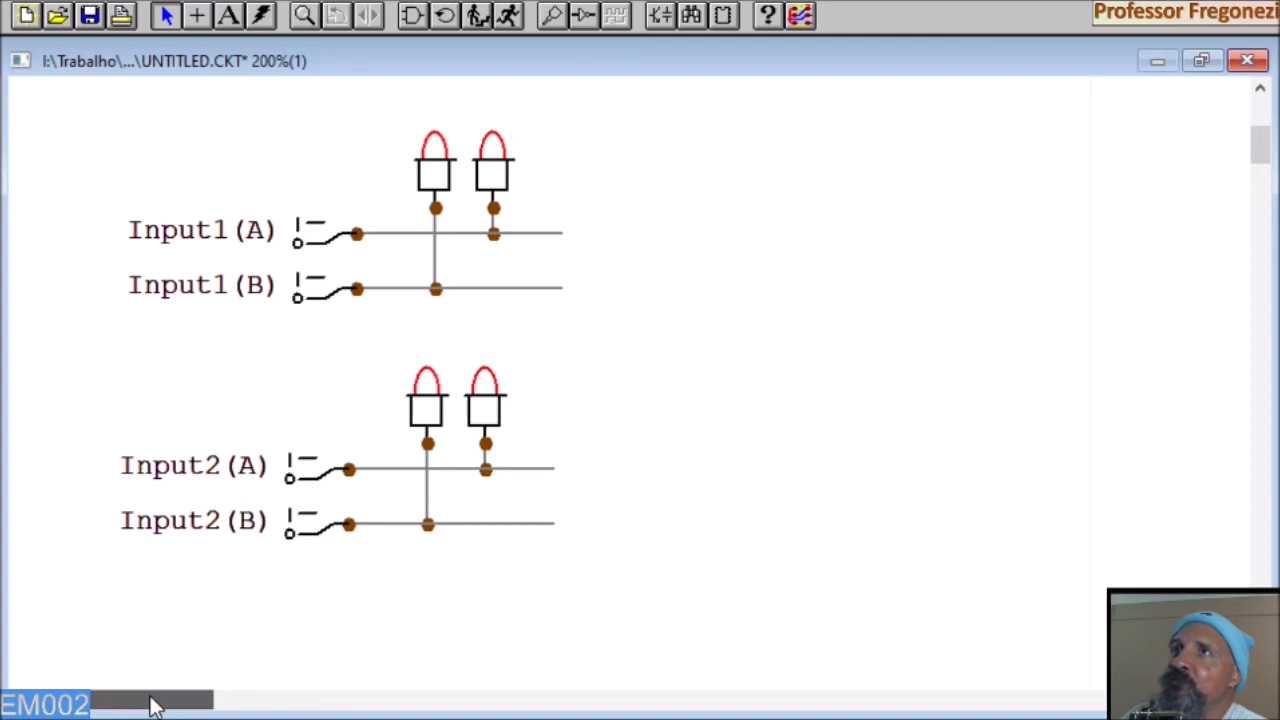 Professor Fregonezi
I:\Trabalho\...\UNTITLED.CKT* 200%(1)
Input1(A)
Input1(B)
Input2(A)
Input2(B)
EM002